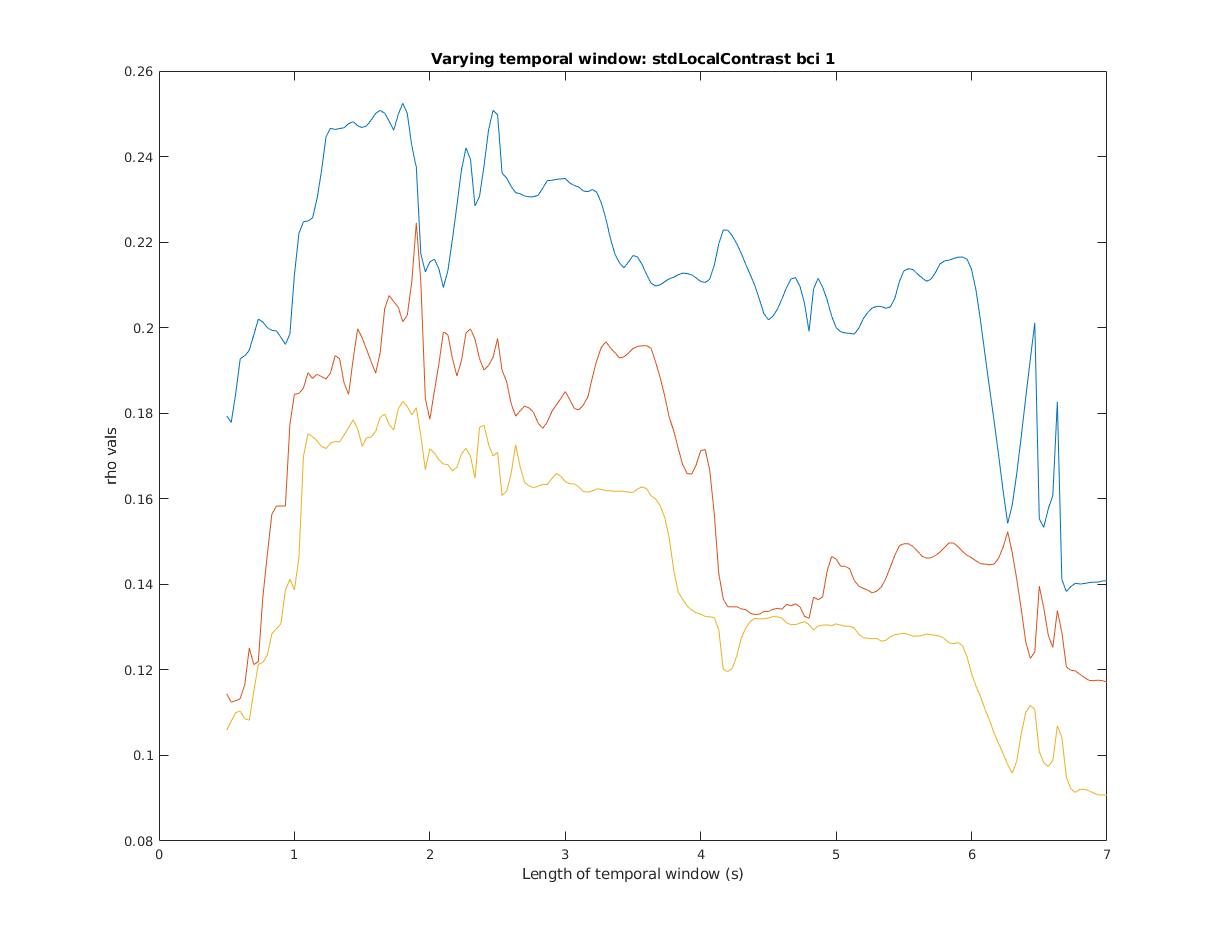 Varying temporal window: stdLocalContrast bci 1
0.26
0.24
0.22
0.2
0.18
0.16
0.14
0.12
0.1
0.08
rho vals
0 1 2 3 4 5 6 7
Length of temporal window (s)